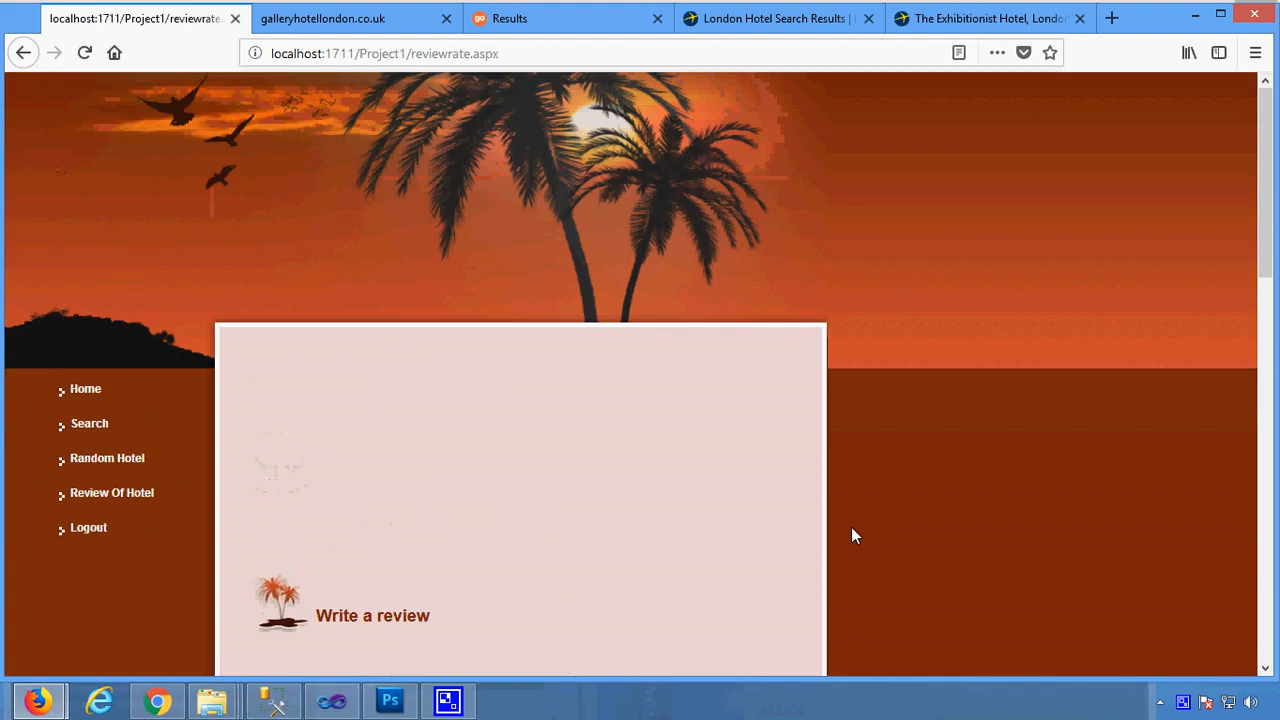 localhost:1711/Project1/reviewrate.
galleryhotellondon.co.uk
go Results
London Hotel Search Results |
The Exhibitionist Hotel, London
localhost:1711/Project1/reviewrate.aspx
Home
Search
Random Hotel
Review Of Hotel
Logout
Write a review
Ps